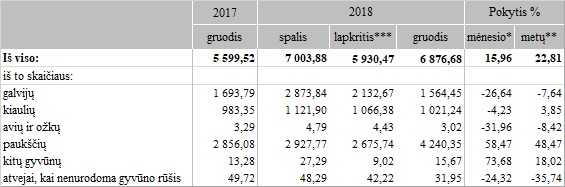 2017 2018 Pokytis %
gruodis spalis lapkritis*** gruodis mėnesio* metų**
Iš viso: 5 599,52 7 003,88 5 930,47 6 876,68 15,96 22,81
iš to skaičiaus:
galvijų 1 693,79 2 873,84 2 132,67 1 564,45 -26,64 -7,64
kiaulių 983,35 1 121,90 1 066,38 1 021,24 -4,23 3,85
avių ir ožkų 3,29 4,79 4,43 3,02 -31,96 -8,42
paukščių 2 856,08 2 927,77 2 675,74 4 240,35 58,47 48,47
kitų gyvūnų 13,28 27,29 9,02 15,67 73,68 18,02
atvejai, kai nenurodoma gyvūno rūšis 49,72 48,29 42,22 31,95 -24,32 -35,74